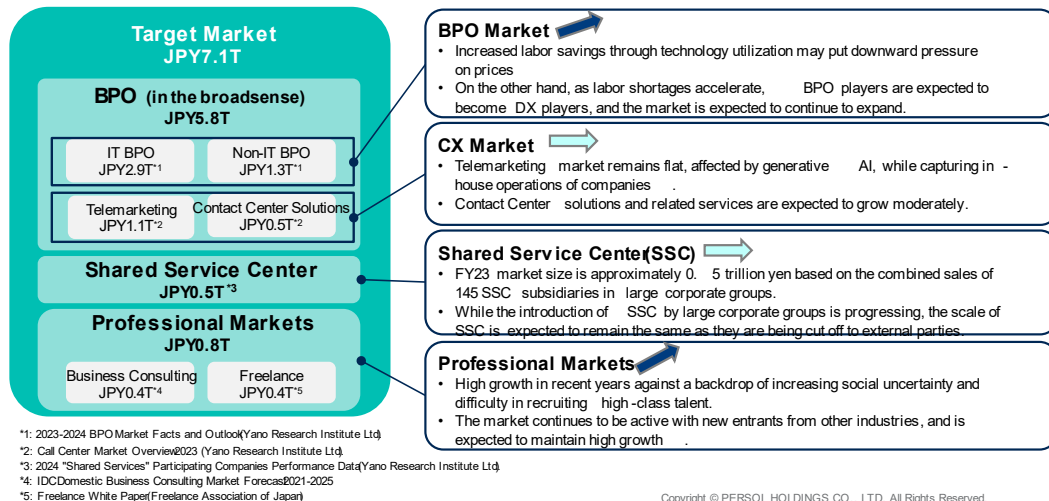 Target Market
JPY7.1T
BPO (in the broadsense)
JPY5.8T
IT BPO
JPY2.9T*1
Non-IT BPO
JPY1.3T*1
Telemarketing
JPY1.1T*2
Contact Center Solutions
JPY0.5T*2
Shared Service Center
JPY0.5T*3
Professional Markets
JPY0.8T
Business Consulting
JPY0.4T*4
Freelance
JPY0.4T*5
BPO Market
• Increased labor savings through technology utilization may put downward pressure
on prices
• On the other hand, as labor shortages accelerate, BPO players are expected to
become DX players, and the market is expected to continue to expand.
CX Market
• Telemarketing market remains flat, affected by generative AI, while capturing in -
house operations of companies .
• Contact Center solutions and related services are expected to grow moderately.
Shared Service Center(SSC)
• FY23 market size is approximately 0. 5 trillion yen based on the combined sales of
145 SSC subsidiaries in large corporate groups.
• While the introduction of SSC by large corporate groups is progressing, the scale of
SSC is expected to remain the same as they are being cut off to external parties.
Professional Markets
• High growth in recent years against a backdrop of increasing social uncertainty and
difficulty in recruiting high -class talent.
• The market continues to be active with new entrants from other industries, and is
expected to maintain high growth .
*1: 2023-2024 BPO Market Facts and Outlook(Yano Research Institute Ltd)
*2: Call Center Market Overview2023 (Yano Research Institute Ltd)
*3: 2024 "Shared Services" Participating Companies Performance Data(Yano Research Institute Ltd)
*4: IDCDomestic Business Consulting Market Forecast2021-2025
*5: Freelance White Paper(Freelance Association of Japan)
Copyright © PERSOL HOLDINGS CO., LTD. All Rights Reserved